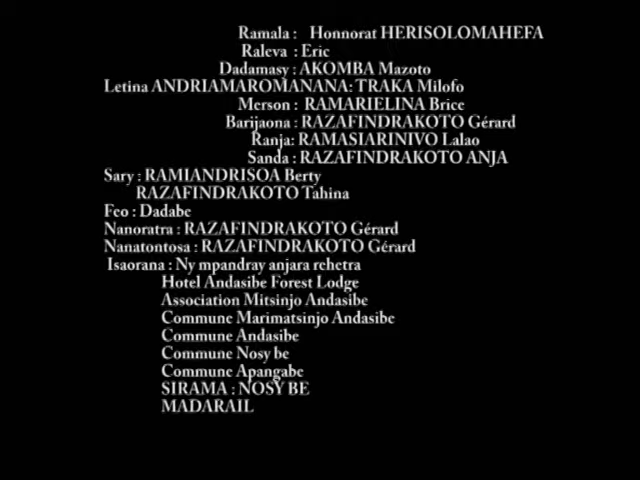 Ramala : Honnorat HERISOLOMAHEFA
Raleva : Eric
Dadamasy : AKOMBA Mazoto
Letina ANDRIAMAROMANANA: TRAKA Milofo
Merson : RAMARIELINA Brice
Barijaona : RAZAFINDRAKOTO Gérard
Ranja: RAMASIARINIVO Lalao
Sanda : RAZAFINDRAKOTO ANJA
Sary : RAMIANDRISOA Berty
RAZAFINDRAKOTO Tahina
Feo : Dadabe
Nanoratra : RAZAFINDRAKOTO Gérard
Nanatontosa : RAZAFINDRAKOTO Gérard
Isaorana : Ny mpandray anjara rehetra
Hotel Andasibe Forest Lodge
Association Mitsinjo Andasibe
Commune Marimatsinjo Andasibe
Commune Andasibe
Commune Nosy be
Commune Apangabe
SIRAMA : NOSY BE
MADARAIL